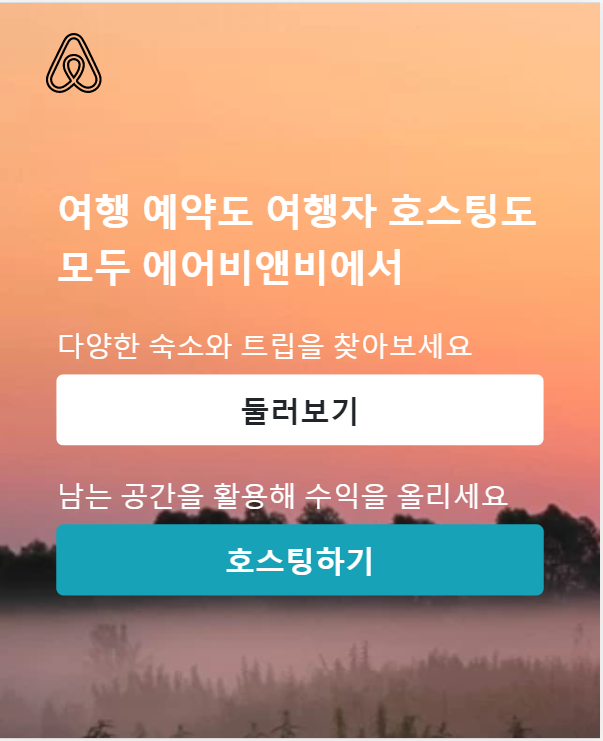 여행 예약도 여행자 호스팅도
모두 에어비앤비에서
다양한 숙소와 트립을 찾아보세요
둘러보기
남는 공간을 활용해 수익을 올리세요
호스팅하기